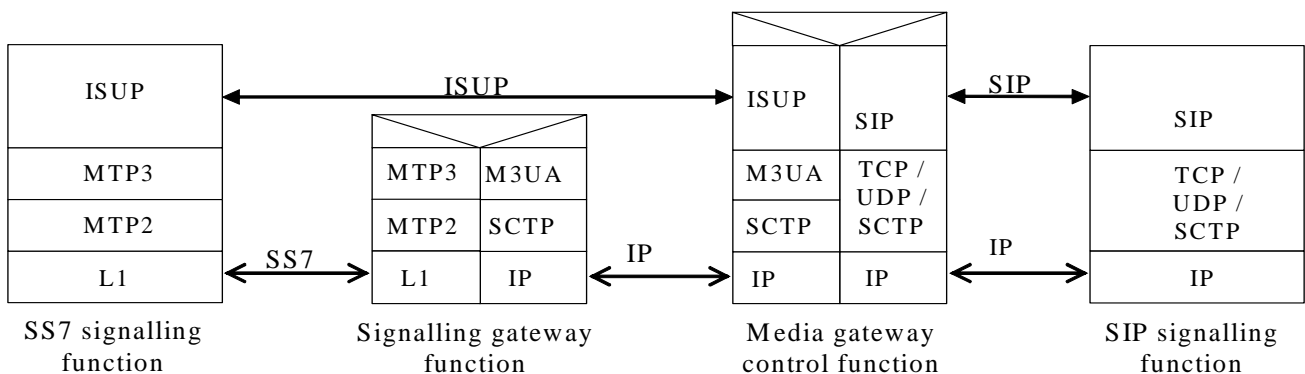 ISUP
MTP3
MTP2
L1
SS7 signalling
function
ISUP
SS7
MTP3
M3UA
MTP2
SCTP
L1
IP
Signalling gateway
function
IP
ISUP
SIP
M3UA
SCTP
IP
TCP /
UDP /
SCTP
IP
Media gateway
control function
SIP
IP
SIP
TCP /
UDP /
SCTP
IP
SIP signalling
function